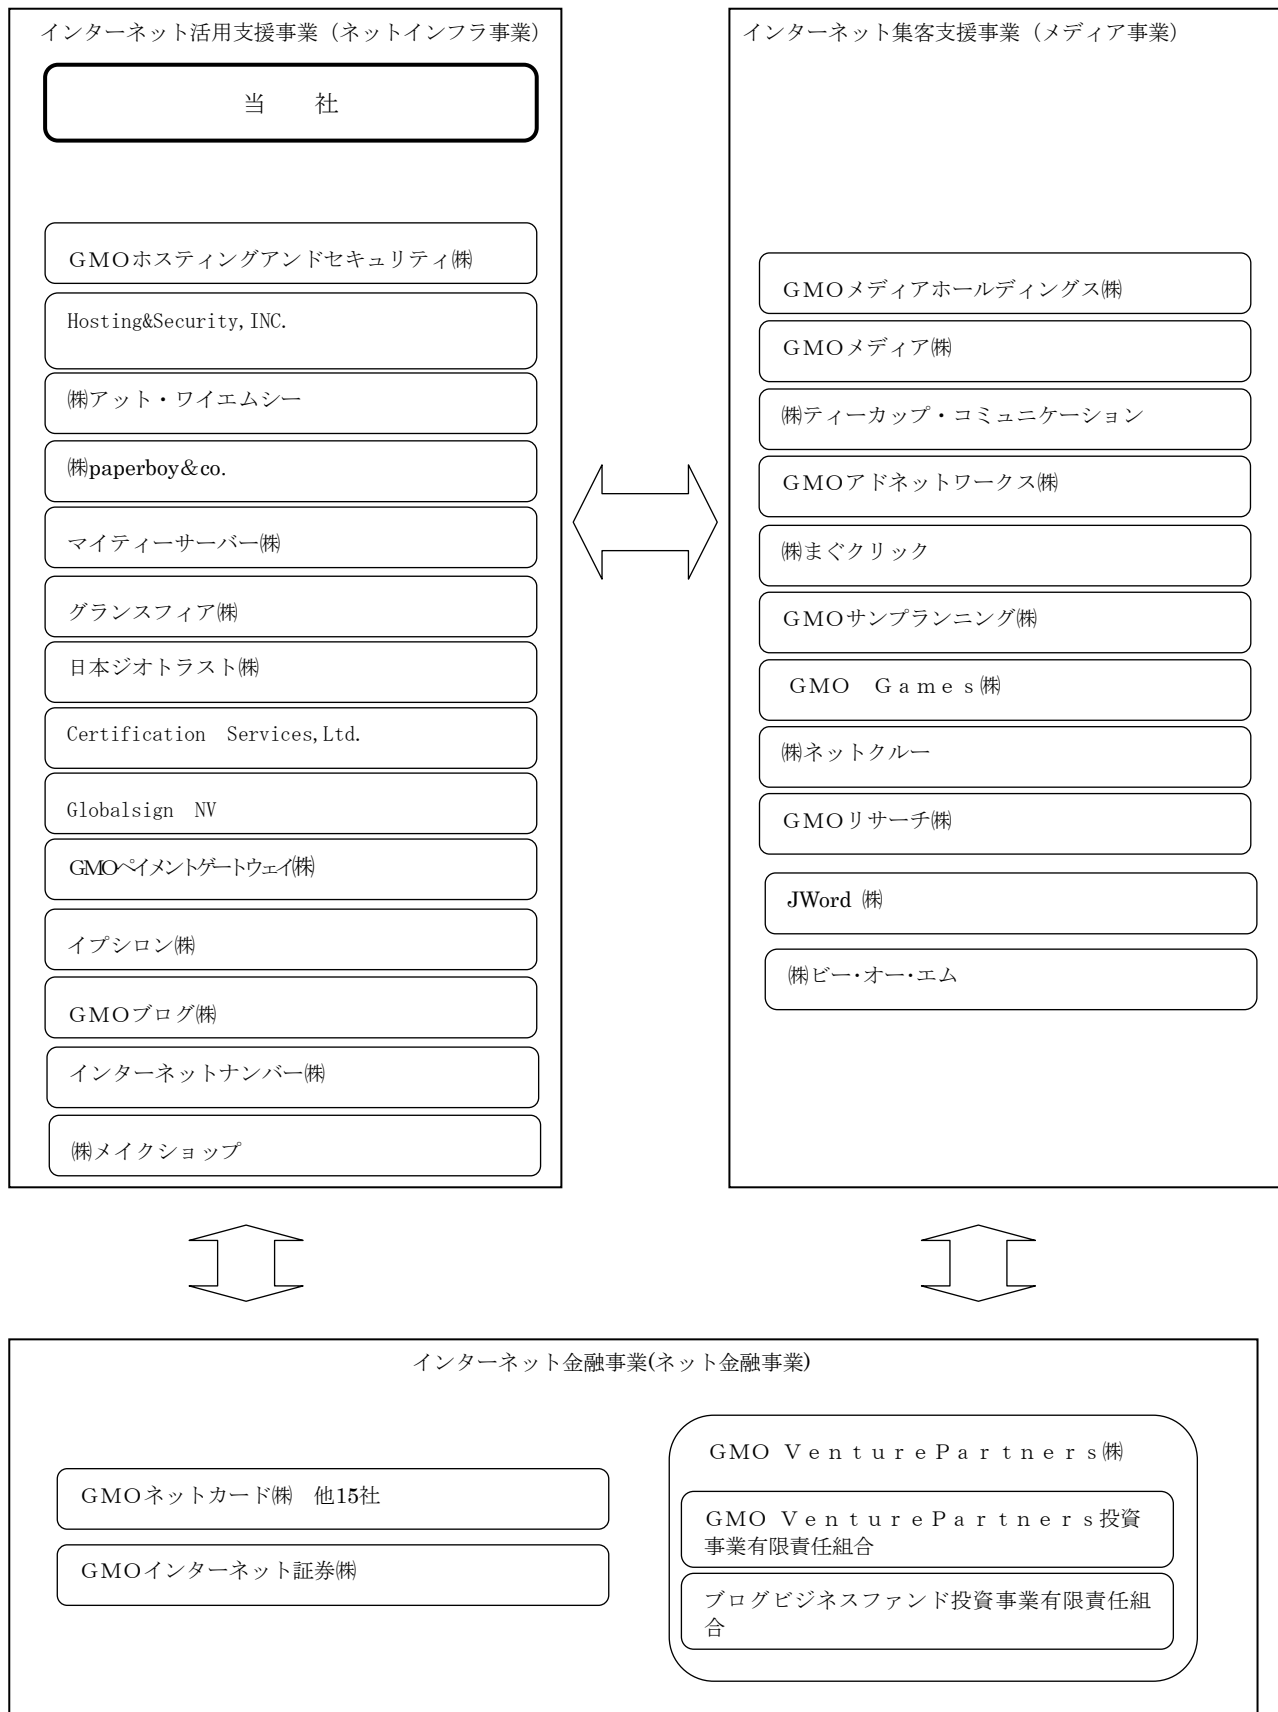 インターネット活用支援事業（ネットインフラ事業）
当　　社
ＧＭＯホスティングアンドセキュリティ㈱
Hosting&Security,INC.
㈱アット・ワイエムシー
㈱paperboy＆co.
マイティーサーバー㈱
グランスフィア㈱
日本ジオトラスト㈱
Certification　Services,Ltd.
Globalsign　NV
GMOペイメントゲートウェイ㈱
イプシロン㈱
ＧＭＯブログ㈱
インターネットナンバー㈱
㈱メイクショップ
インターネット集客支援事業（メディア事業）
ＧＭＯメディアホールディングス㈱
ＧＭＯメディア㈱
㈱ティーカップ・コミュニケーション
ＧＭＯアドネットワークス㈱
㈱まぐクリック
ＧＭＯサンプランニング㈱
ＧＭＯ　Ｇａｍｅｓ㈱
㈱ネットクルー
ＧＭＯリサーチ㈱
JWord ㈱
㈱ビー・オー・エム
インターネット金融事業(ネット金融事業)
ＧＭＯネットカード㈱　他15社
ＧＭＯインターネット証券㈱
ＧＭＯ ＶｅｎｔｕｒｅＰａｒｔｎｅｒｓ㈱
ＧＭＯ ＶｅｎｔｕｒｅＰａｒｔｎｅｒｓ投資
事業有限責任組合
ブログビジネスファンド投資事業有限責任組
合